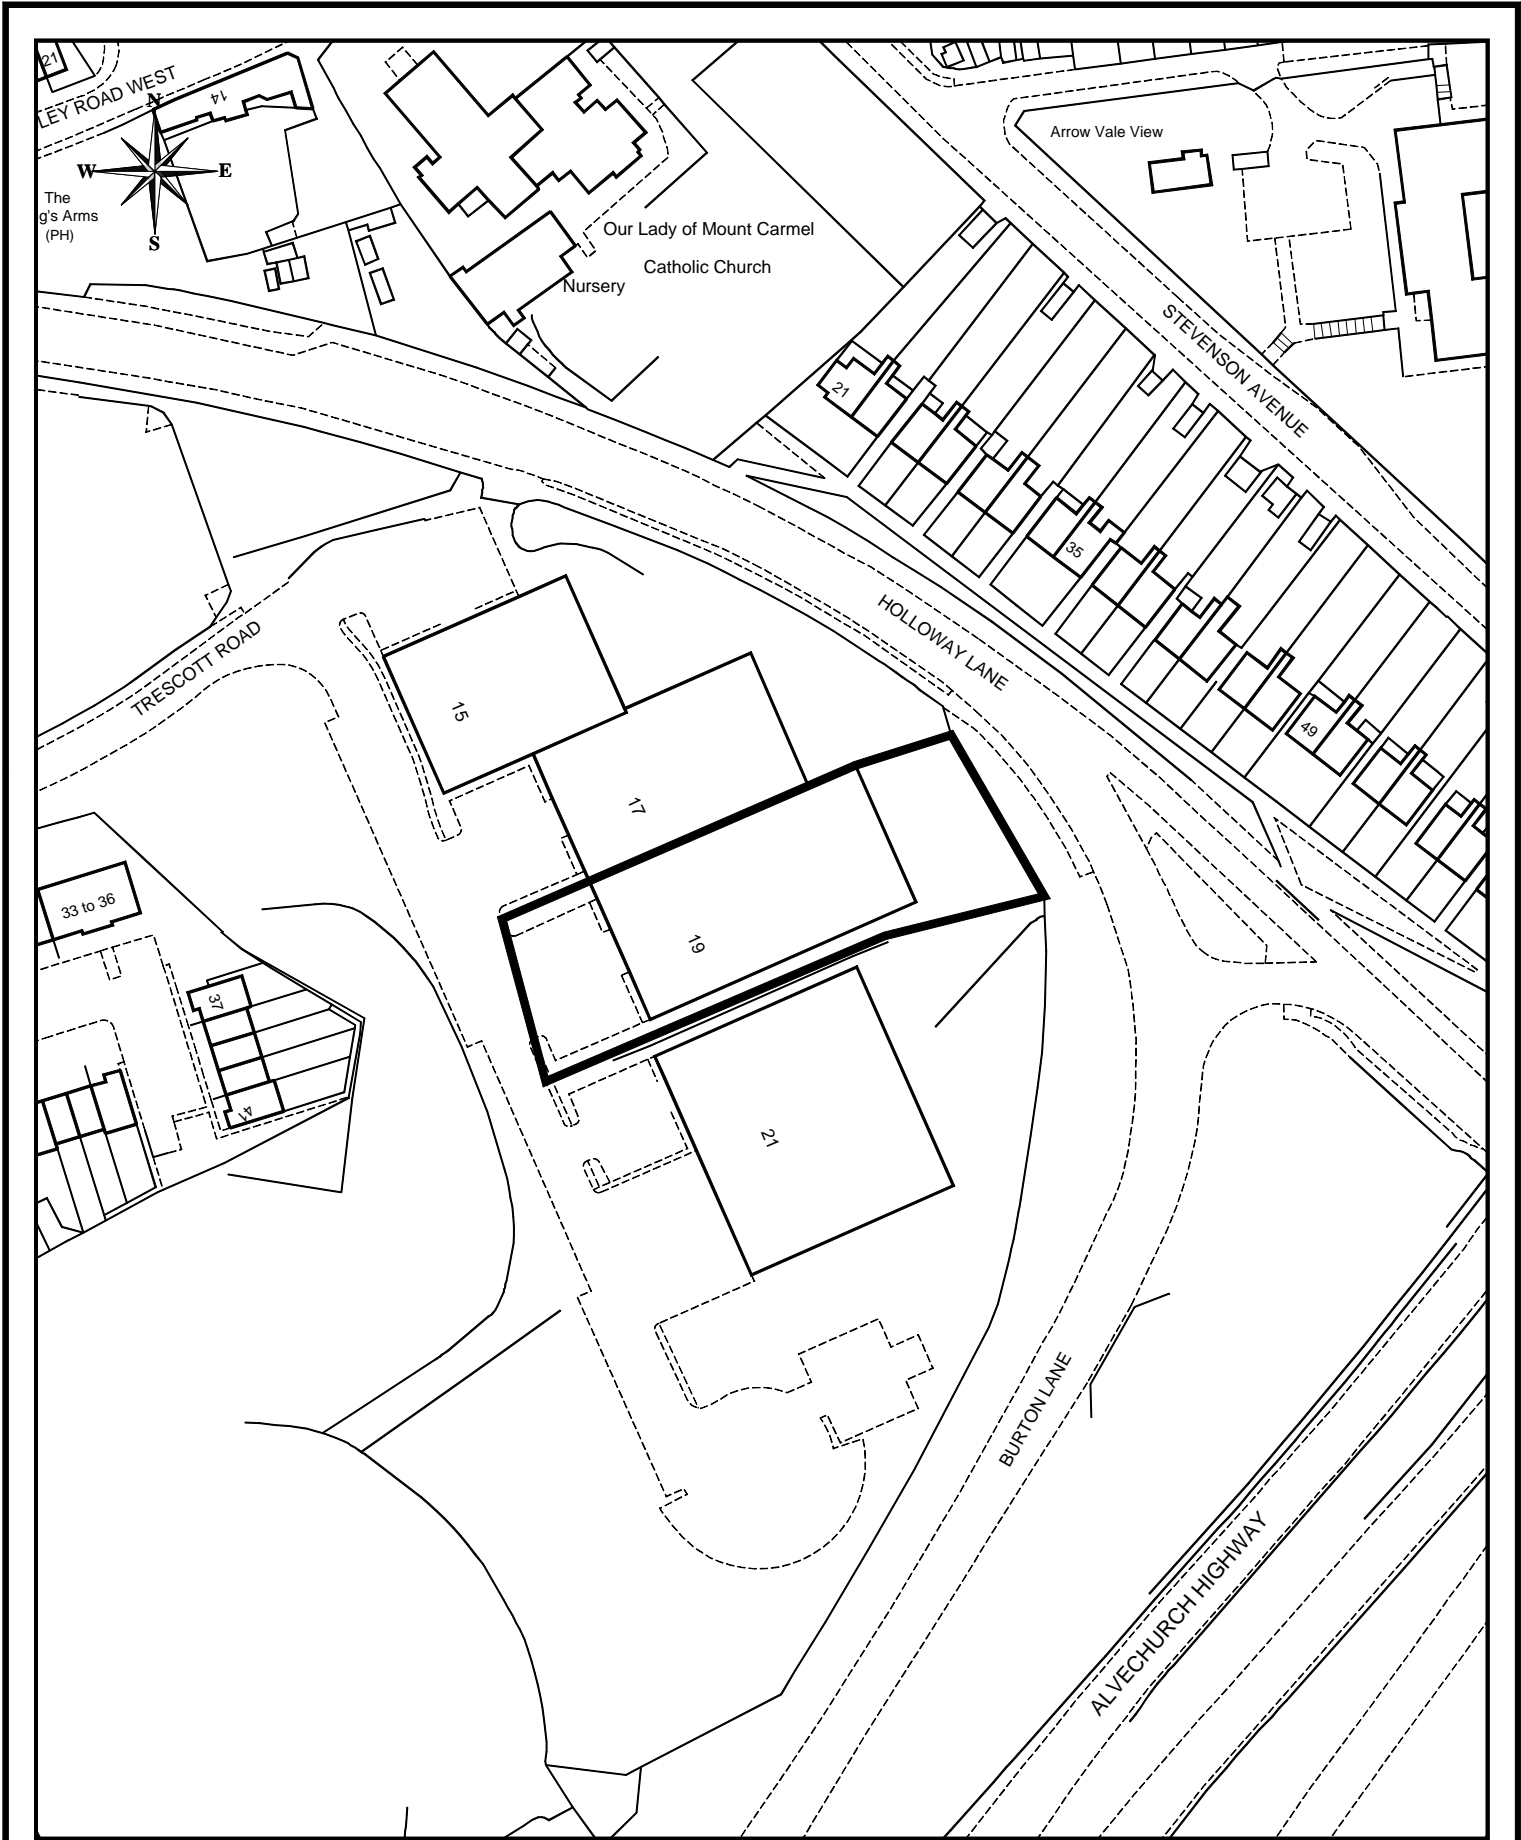 21
LEY ROAD WEST
14
N
W
E
S
The
g's Arms
(PH)
Arrow Vale View
Our Lady of Mount Carmel
Catholic Church
Nursery
STEVENSON AVENUE
21
35
HOLLOWAY LANE
49
TRESCOTT ROAD
15
17
33 to 36
19
37
41
21
BURTON LANE
ALVECHURCH HIGHWAY